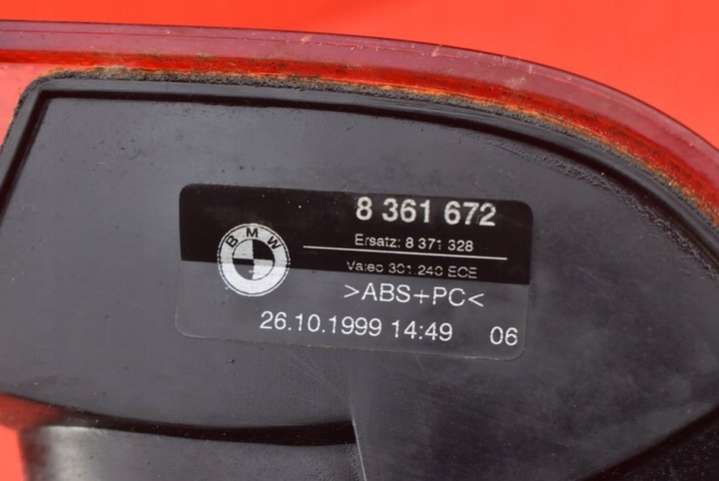 8 361 672
Ersatz: 8 371 328
BMW
Valeo 301 240 ECE
>ABS+PC<
26.10.1999 14:49 06